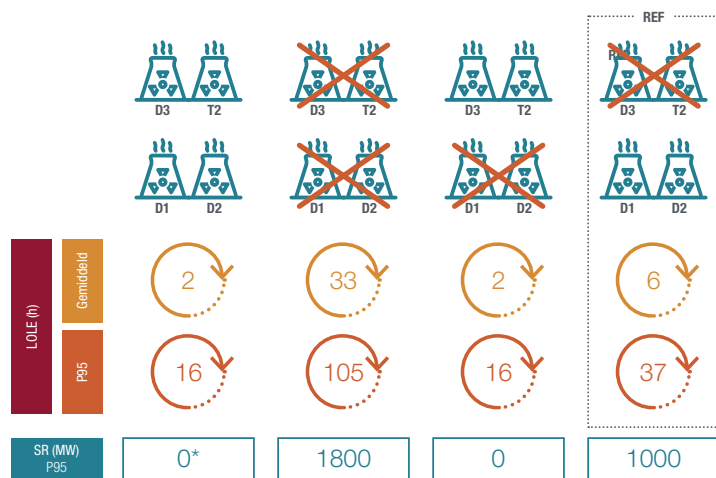 REF
D3 T2
D3 T2
D3 T2
R
D3 T2
D1 D2
D1 D2
D1 D2
D1 D2
LOLE (h)
Gemiddeld
2
33
2
6
P95
16
105
16
37
SR (MW)
P95
0*
1800
0
1000